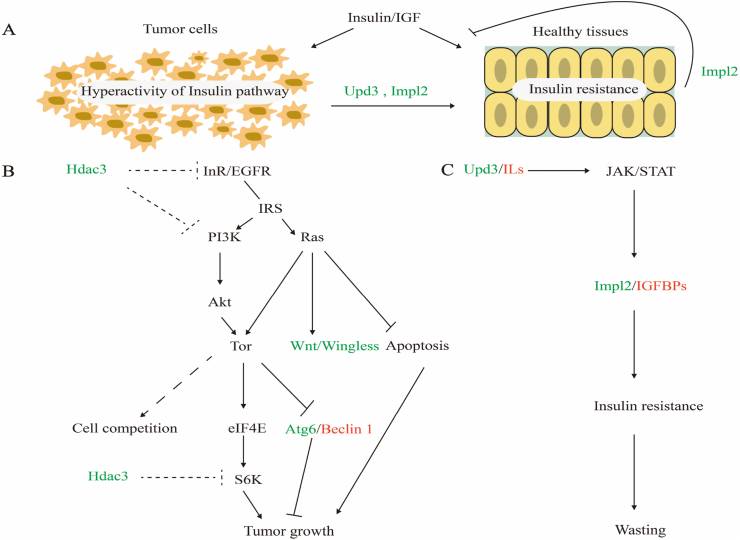 A
Tumor cells
Insulin/IGF
Healthy tissues
Hyperactivity of Insulin pathway
Upd3 , Impl2
Insulin resistance
Impl2
B
Hdac3
InR/EGFR
IRS
PI3K
Ras
Akt
Tor
Wnt/Wingless
Apoptosis
Cell competition
eIF4E
Atg6/Beclin 1
Hdac3
S6K
Tumor growth
C
Upd3/ILs
JAK/STAT
Impl2/IGFBPs
Insulin resistance
Wasting